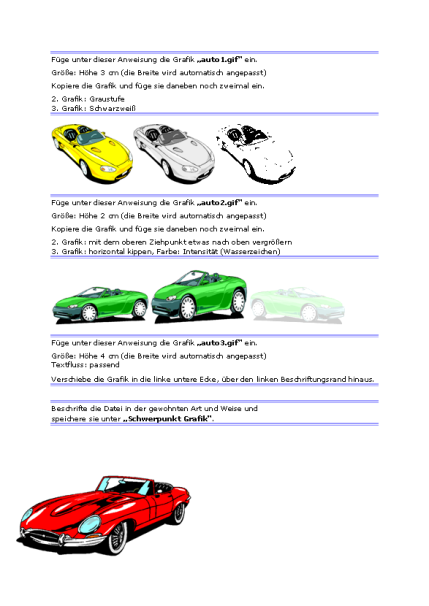 Füge unter dieser Anweisung die Grafik „auto1.gif" ein.
Größe: Höhe 3 cm (die Breite wird automatisch angepasst)
Kopiere die Grafik und füge sie daneben noch zweimal ein.
2. Grafik: Graustufe
3. Grafik: Schwarzweiß
Füge unter dieser Anweisung die Grafik „auto2.gif" ein.
Größe: Höhe 2 cm (die Breite wird automatisch angepasst)
Kopiere die Grafik und füge sie daneben noch zweimal ein.
2. Grafik: mit dem oberen Ziehpunkt etwas nach oben vergrößern
3. Grafik: horizontal kippen, Farbe: Intensität (Wasserzeichen)
Füge unter dieser Anweisung die Grafik „auto3.gif" ein.
Größe: Höhe 4 cm (die Breite wird automatisch angepasst)
Textfluss: passend
Verschiebe die Grafik in die linke untere Ecke, über den linken Beschriftungsrand hinaus.
Beschrifte die Datei in der gewohnten Art und Weise und
speichere sie unter „Schwerpunkt Grafik".